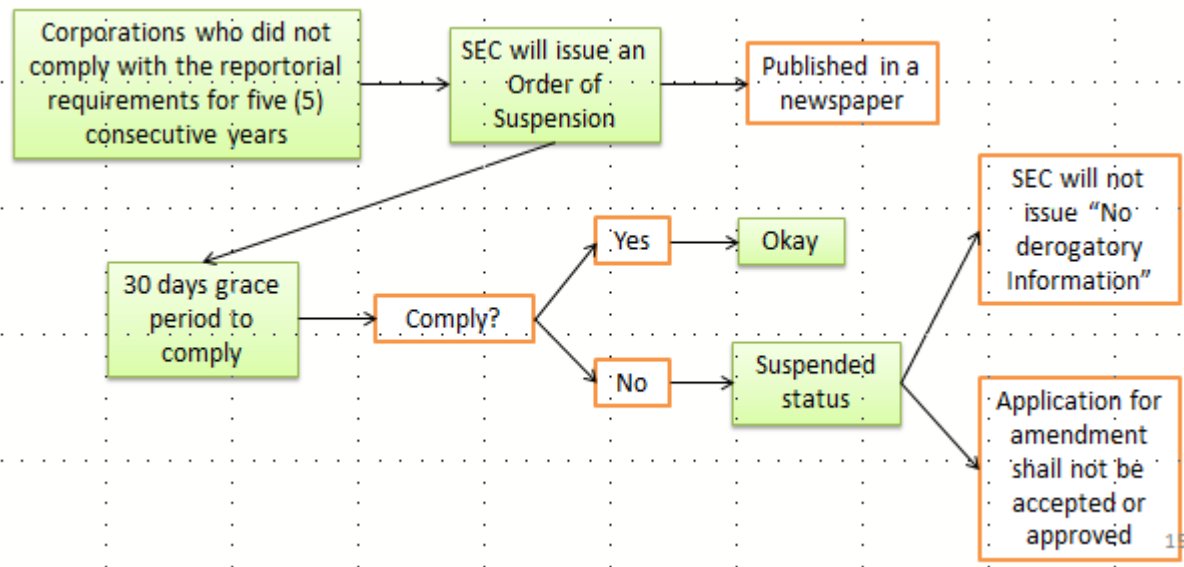 Corporations who did not
comply with the reportorial
requirements for five (5)
consecutive years
SEC will issue an
Order of
Suspension
Published in a
newspaper
30 days grace
period to
comply
Comply?
Yes
Okay
No
Suspended
status
SEC will not
issue “No
derogatory
Information”
Application for
amendment
shall not be
accepted or
approved